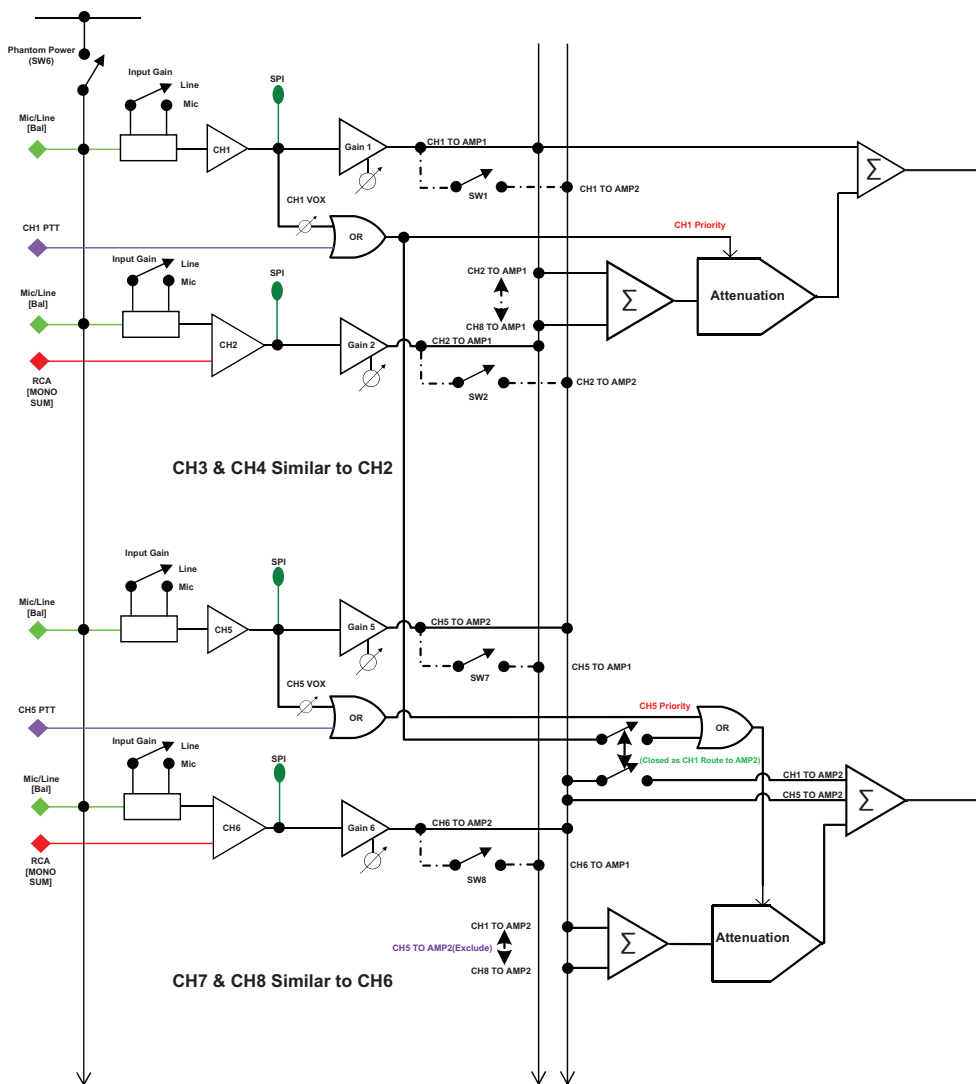 Phantom Power
(SW6)
Input Gain
Line
Mic
SPI
Mic/Line
[Bal]
CH1
Gain 1
CH1 TO AMP1
SW1
CH1 TO AMP2
Σ
CH1 VOX
CH1 PTT
OR
CH1 Priority
Input Gain
Line
Mic
SPI
Mic/Line
[Bal]
CH2
Gain 2
CH2 TO AMP1
CH8 TO AMP1
Σ
Attenuation
CH2 TO AMP1
SW2
CH2 TO AMP2
RCA
[MONO
SUM]
CH3 & CH4 Similar to CH2
Input Gain
Line
Mic
SPI
Mic/Line
[Bal]
CH5
Gain 5
CH5 TO AMP2
SW7
CH5 TO AMP1
CH5 VOX
CH5 PTT
OR
CH5 Priority
OR
(Closed as CH1 Route to AMP2)
Input Gain
Line
Mic
SPI
Mic/Line
[Bal]
CH6
Gain 6
CH6 TO AMP2
SW8
CH6 TO AMP1
CH1 TO AMP2
CH5 TO AMP2
Σ
RCA
[MONO
SUM]
CH1 TO AMP2
CH5 TO AMP2(Exclude)
CH8 TO AMP2
Σ
Attenuation
CH7 & CH8 Similar to CH6